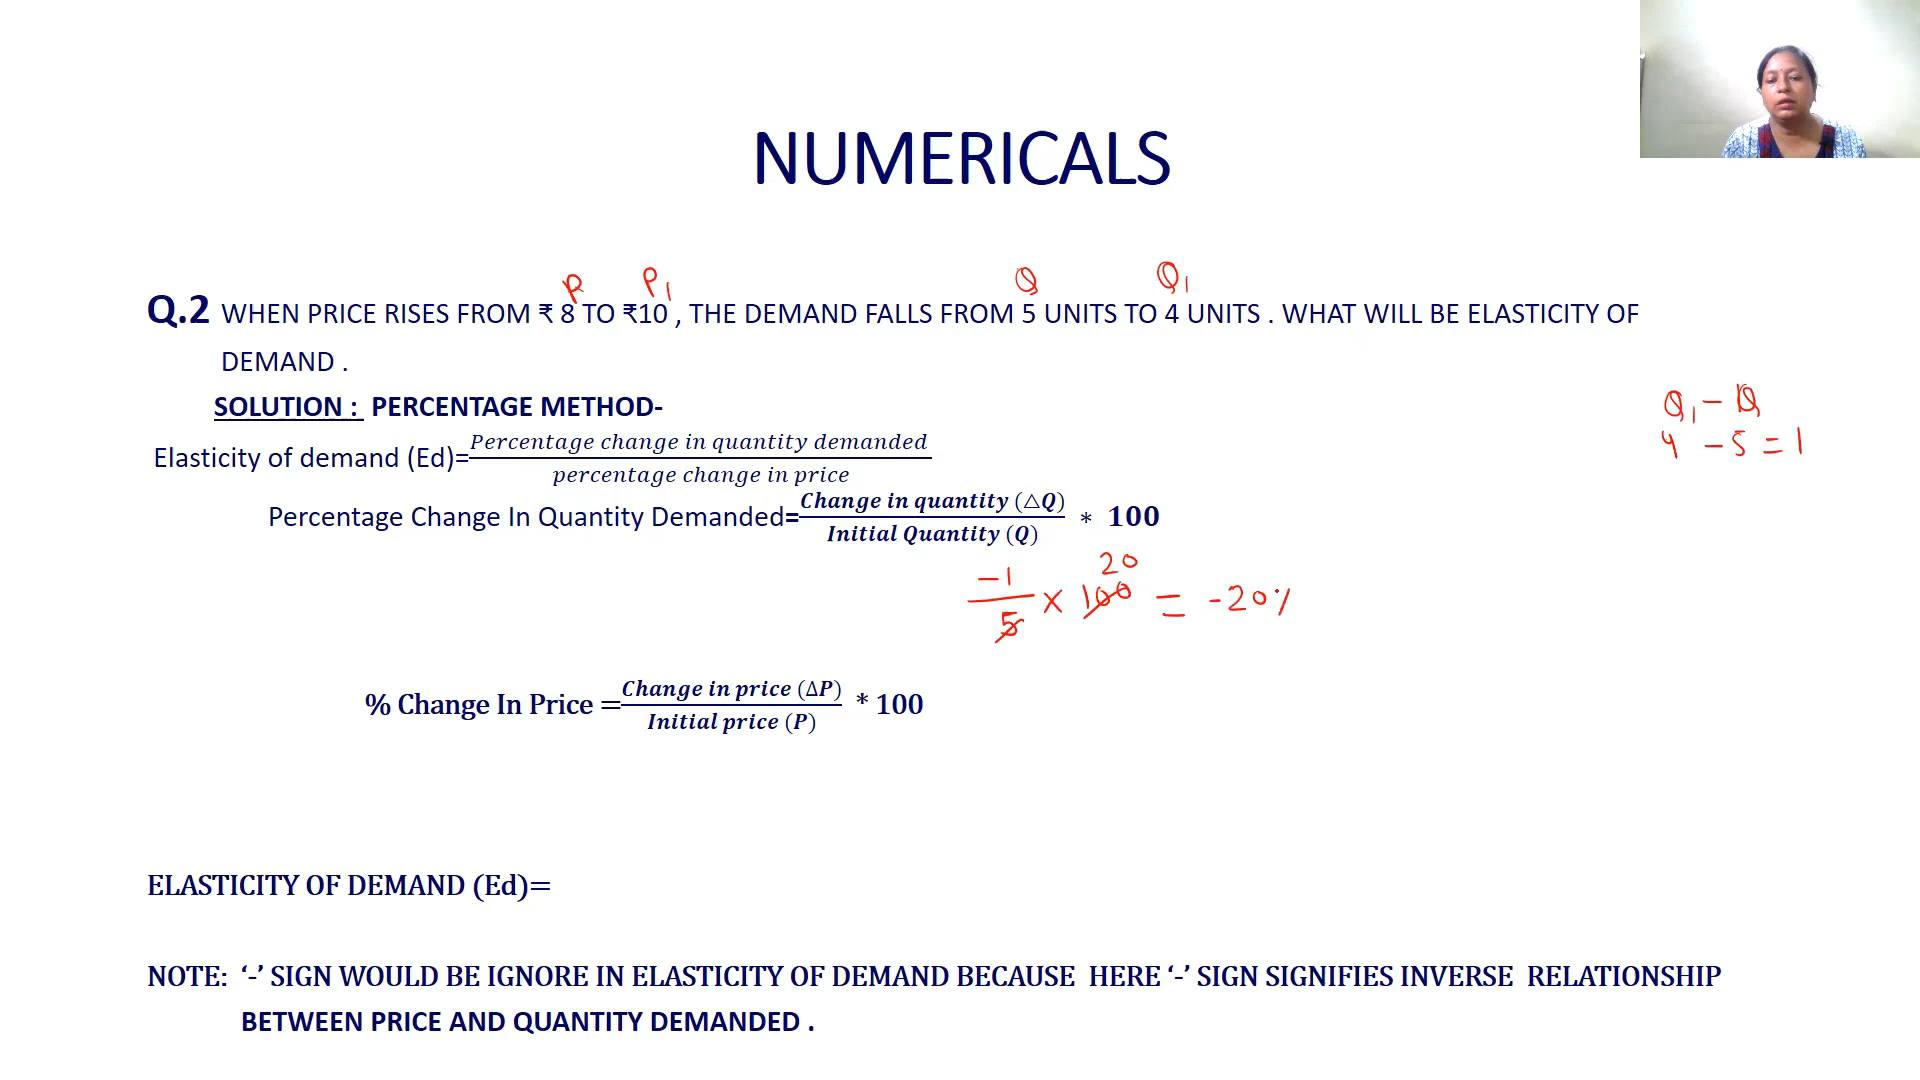 NUMERICALS
P P1 Q Q1
Q.2 WHEN PRICE RISES FROM ₹ 8 TO ₹10 , THE DEMAND FALLS FROM 5 UNITS TO 4 UNITS . WHAT WILL BE ELASTICITY OF
DEMAND .
SOLUTION : PERCENTAGE METHOD-
Q1 - Q
4 - 5 = 1
Elasticity of demand (Ed)= Percentage change in quantity demanded / percentage change in price
Percentage Change In Quantity Demanded= Change in quantity (△Q) / Initial Quantity (Q) * 100
20
-1 / 5 × 100 = -20%
% Change In Price = Change in price (ΔP) / Initial price (P) * 100
ELASTICITY OF DEMAND (Ed)=
NOTE: ‘-’ SIGN WOULD BE IGNORE IN ELASTICITY OF DEMAND BECAUSE HERE ‘-’ SIGN SIGNIFIES INVERSE RELATIONSHIP
BETWEEN PRICE AND QUANTITY DEMANDED .